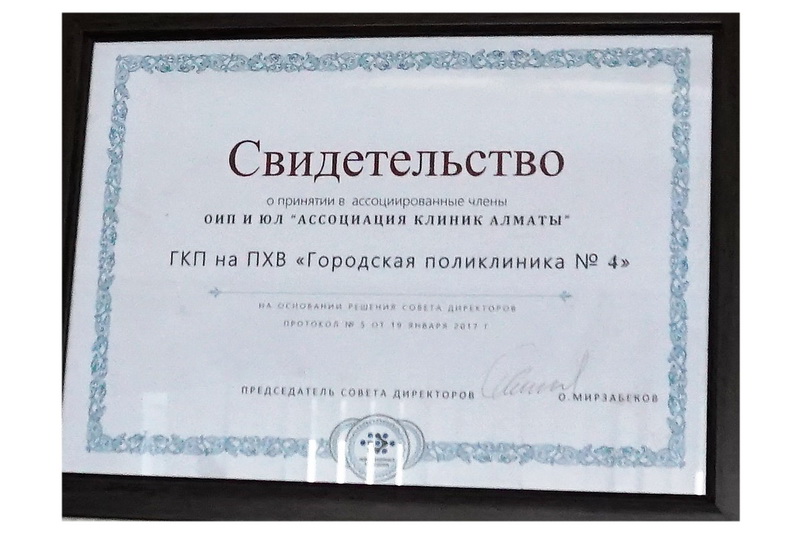 Свидетельство
о принятии в ассоциированные члены
ОИП И ЮЛ "АССОЦИАЦИЯ КЛИНИК АЛМАТЫ"
ГКП на ПХВ «Городская поликлиника № 4»
НА ОСНОВАНИИ РЕШЕНИЯ СОВЕТА ДИРЕКТОРОВ
ПРОТОКОЛ № 5 ОТ 19 ЯНВАРЯ 2017 Г
ПРЕДСЕДАТЕЛЬ СОВЕТА ДИРЕКТОРОВ
О.МИРЗАБЕКОВ